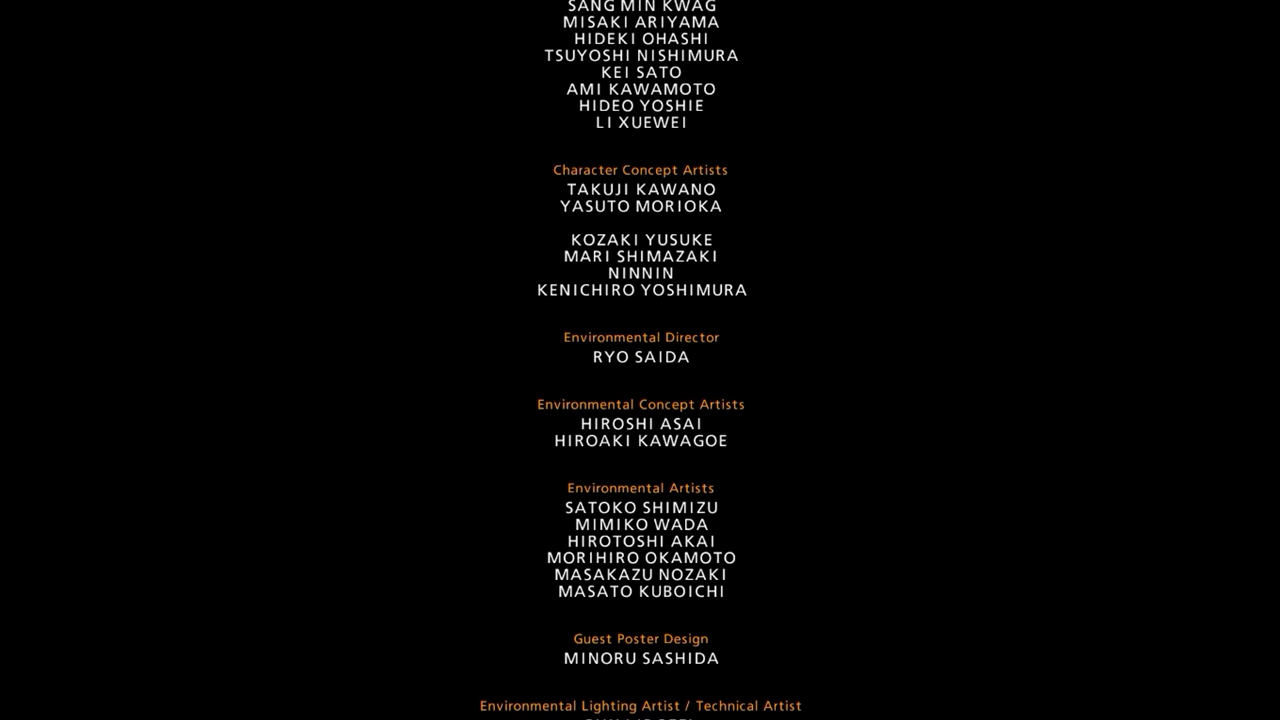 SANG MIN KWAG
MISAKI ARIYAMA
HIDEKI OHASHI
TSUYOSHI NISHIMURA
KEI SATO
AMI KAWAMOTO
HIDEO YOSHIE
LI XUEWEI
Character Concept Artists
TAKUJI KAWANO
YASUTO MORIOKA
KOZAKI YUSUKE
MARI SHIMAZAKI
NINNIN
KENICHIRO YOSHIMURA
Environmental Director
RYO SAIDA
Environmental Concept Artists
HIROSHI ASAI
HIROAKI KAWAGOE
Environmental Artists
SATOKO SHIMIZU
MIMIKO WADA
HIROTOSHI AKAI
MORIHIRO OKAMOTO
MASAKAZU NOZAKI
MASATO KUBOICHI
Guest Poster Design
MINORU SASHIDA
Environmental Lighting Artist / Technical Artist